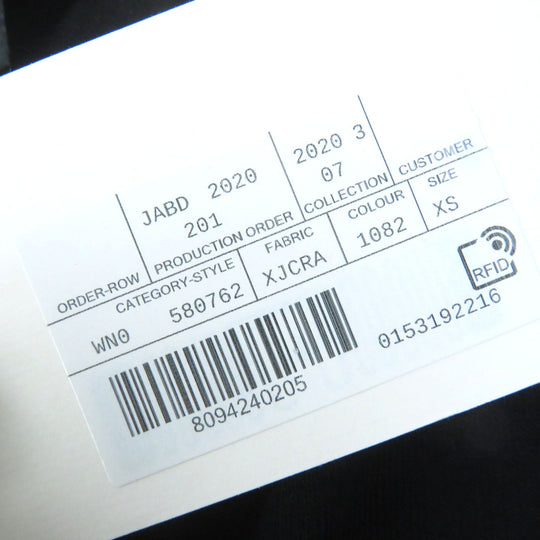 JABD 2020 2020 3
201 07
ORDER-ROW PRODUCTION ORDER COLLECTION CUSTOMER
CATEGORY-STYLE FABRIC COLOUR SIZE
WN0 580762 XJCRA 1082 XS
RFID
8094240205 0153192216